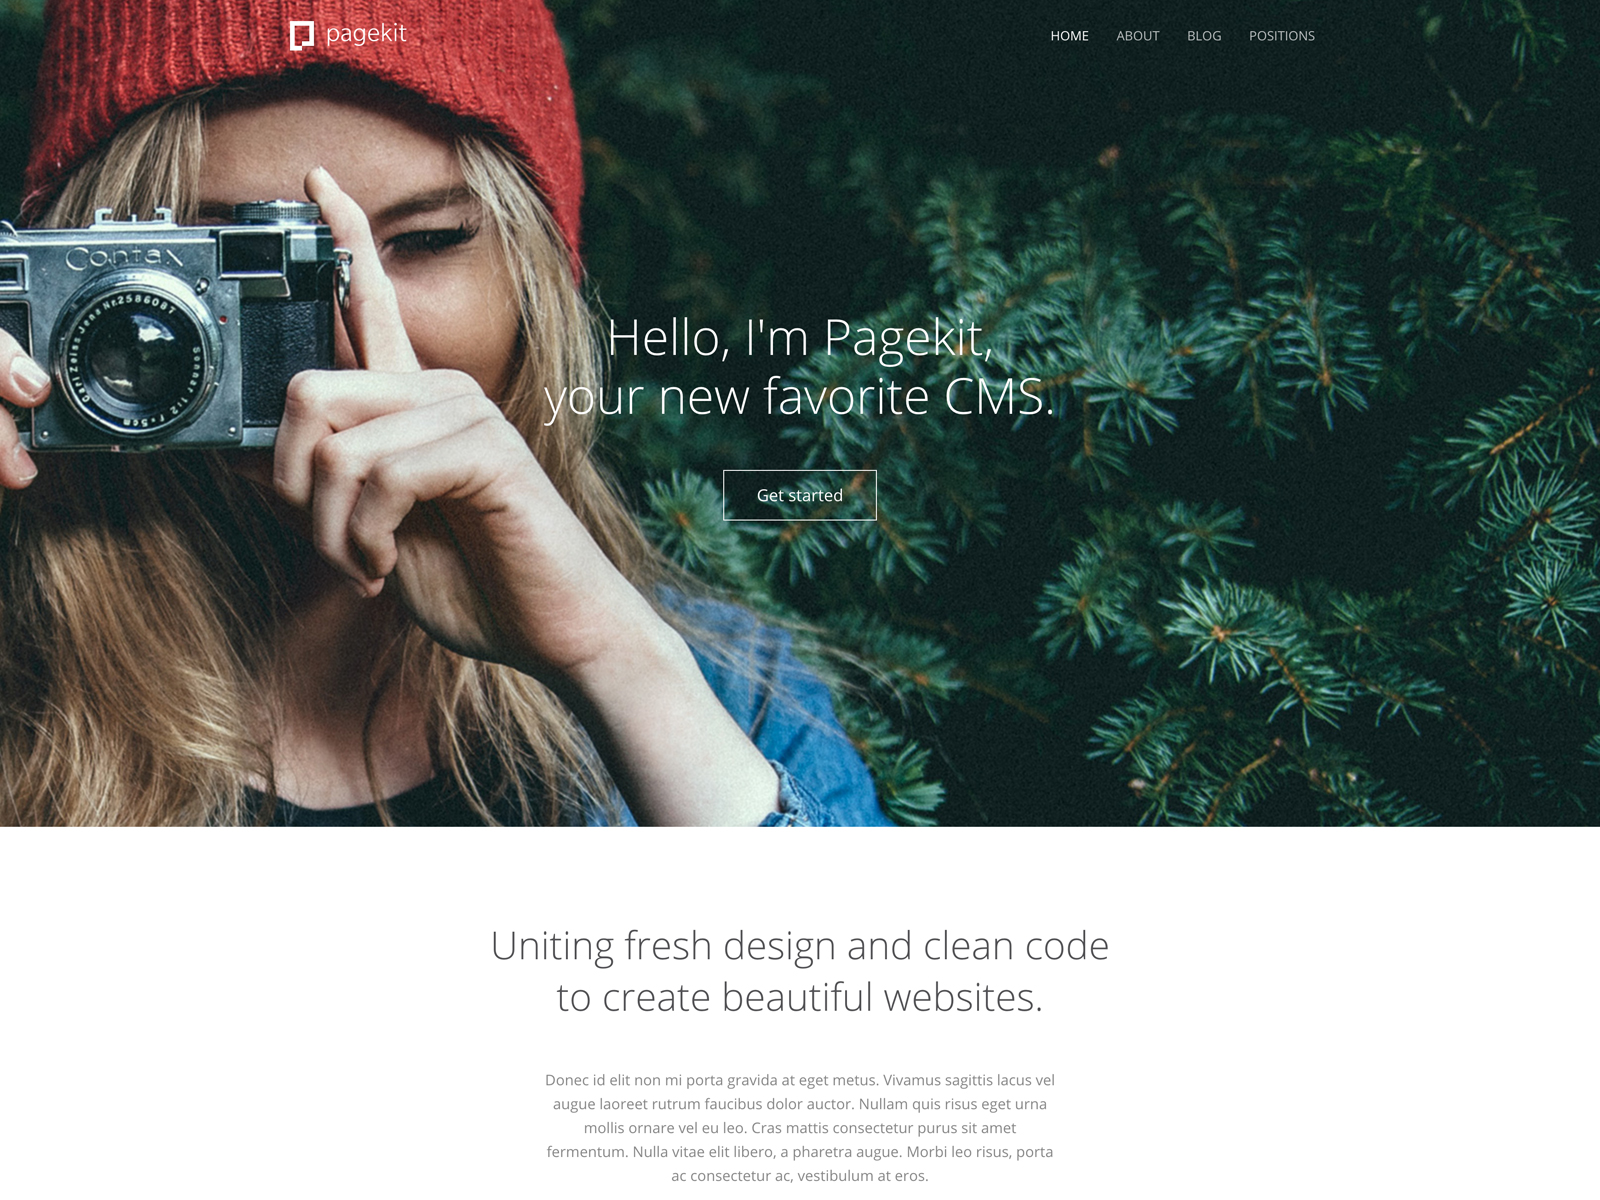 pagekit
HOME ABOUT BLOG POSITIONS
Contax
Carl Zeiss Jena Nr.2586087
Sonnar 1:2 f=5cm
Hello, I'm Pagekit,
your new favorite CMS.
Get started
Uniting fresh design and clean code
to create beautiful websites.
Donec id elit non mi porta gravida at eget metus. Vivamus sagittis lacus vel
augue laoreet rutrum faucibus dolor auctor. Nullam quis risus eget urna
mollis ornare vel eu leo. Cras mattis consectetur purus sit amet
fermentum. Nulla vitae elit libero, a pharetra augue. Morbi leo risus, porta
ac consectetur ac, vestibulum at eros.